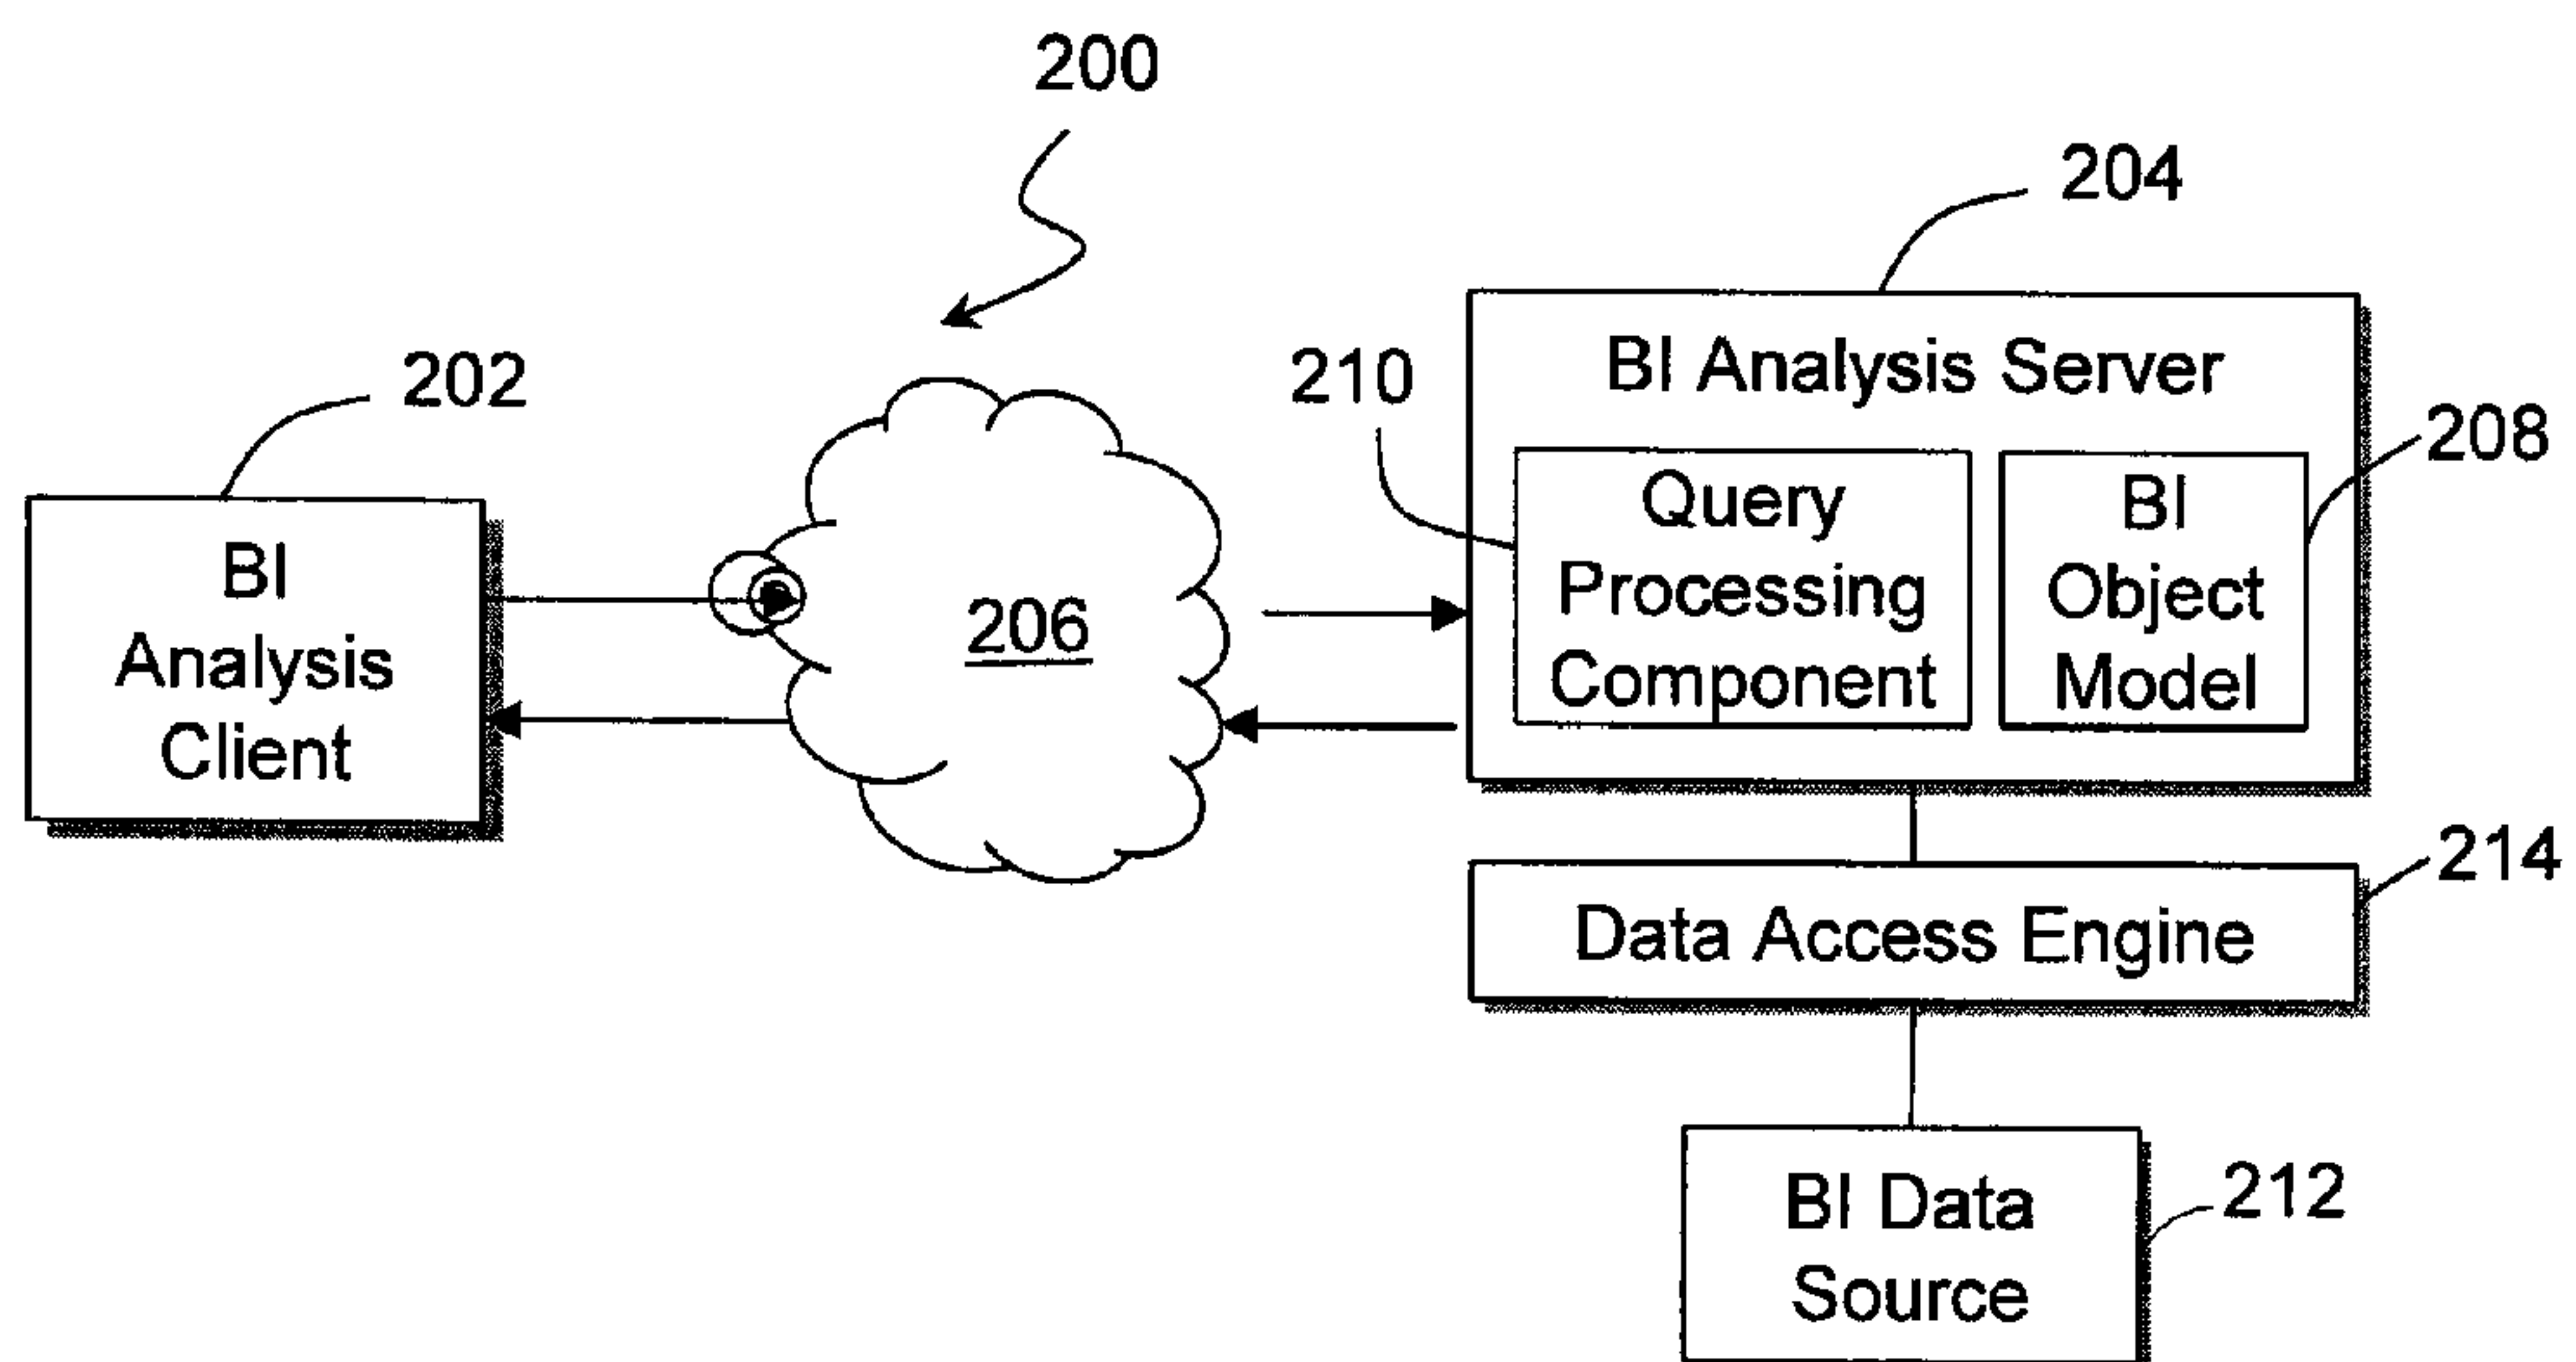 200
204
202
210
BI Analysis Server
208
BI
Analysis
Client
206
Query
Processing
Component
BI
Object
Model
214
Data Access Engine
212
BI Data
Source